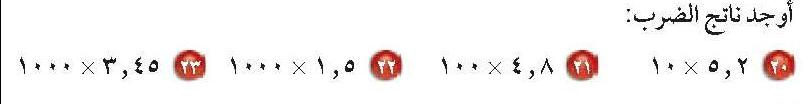 أوجد ناتج الضرب:
٢٠ ٥,٢ × ١٠ ٢١ ٤,٨ × ١٠٠ ٢٢ ١,٥ × ١٠٠٠ ٢٣ ٣,٤٥ × ١٠٠٠